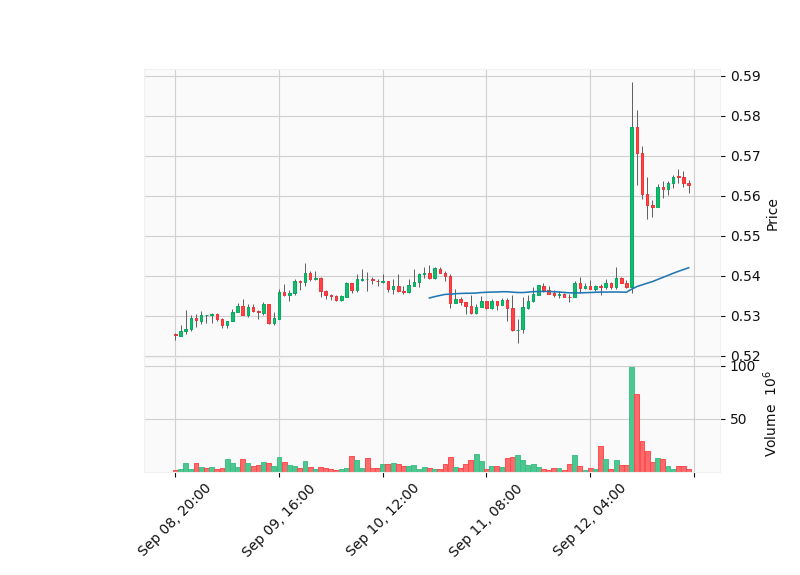 0.59
0.58
0.57
0.56
0.55
0.54
0.53
0.52
Price
100
50
Volume 10⁶
Sep 08, 20:00
Sep 09, 16:00
Sep 10, 12:00
Sep 11, 08:00
Sep 12, 04:00